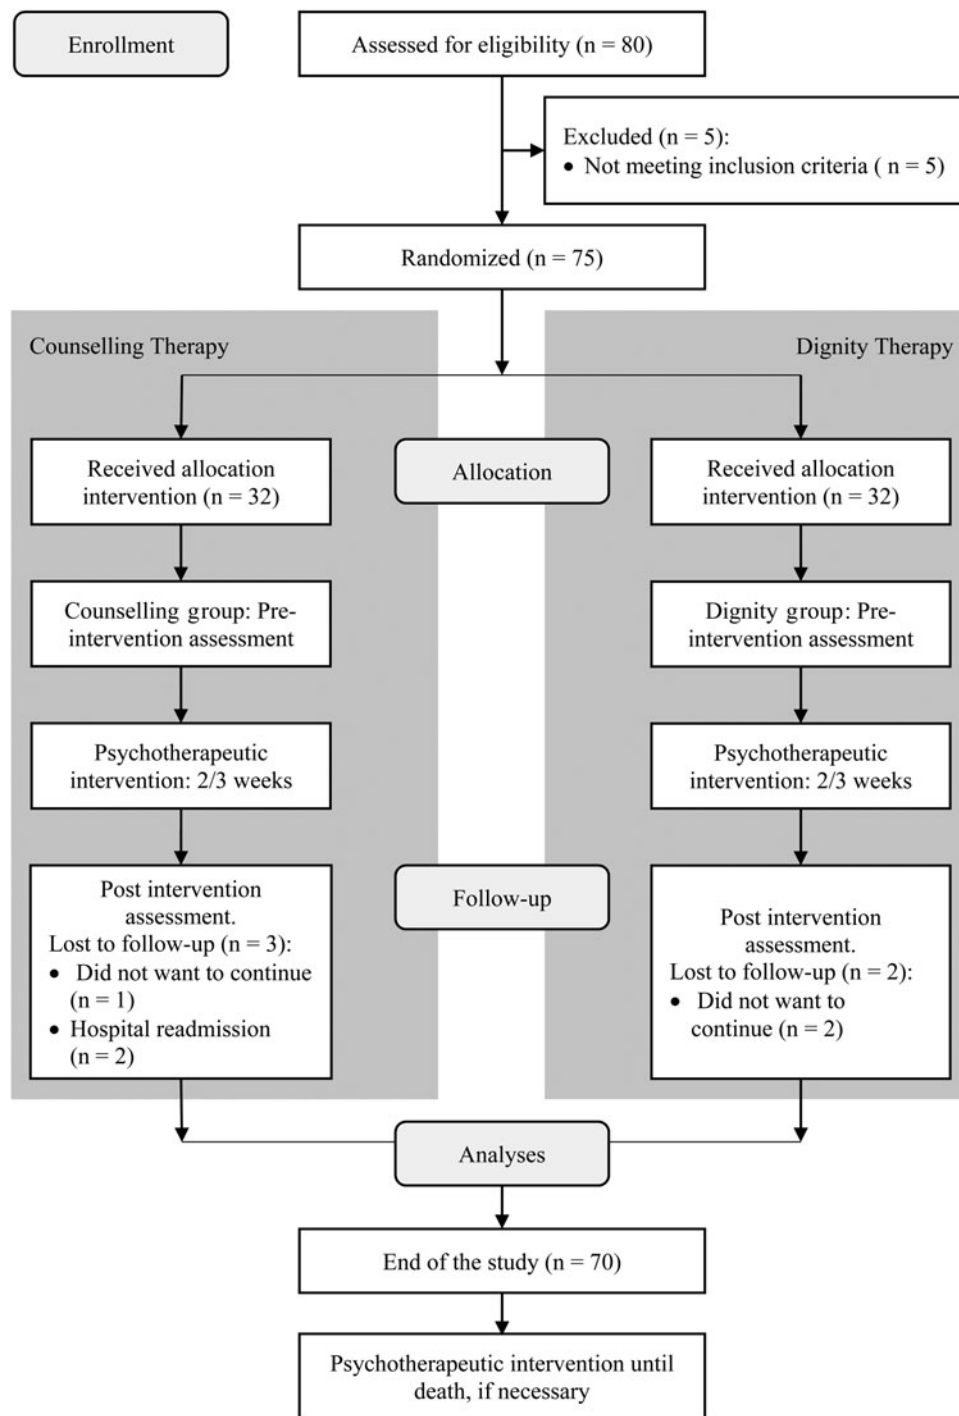 Enrollment
Assessed for eligibility (n = 80)
Excluded (n = 5):
• Not meeting inclusion criteria ( n = 5)
Randomized (n = 75)
Counselling Therapy
Dignity Therapy
Received allocation
intervention (n = 32)
Allocation
Received allocation
intervention (n = 32)
Counselling group: Pre-
intervention assessment
Dignity group: Pre-
intervention assessment
Psychotherapeutic
intervention: 2/3 weeks
Psychotherapeutic
intervention: 2/3 weeks
Post intervention
assessment.
Lost to follow-up (n = 3):
• Did not want to continue
(n = 1)
• Hospital readmission
(n = 2)
Follow-up
Post intervention
assessment.
Lost to follow-up (n = 2):
• Did not want to
continue (n = 2)
Analyses
End of the study (n = 70)
Psychotherapeutic intervention until
death, if necessary